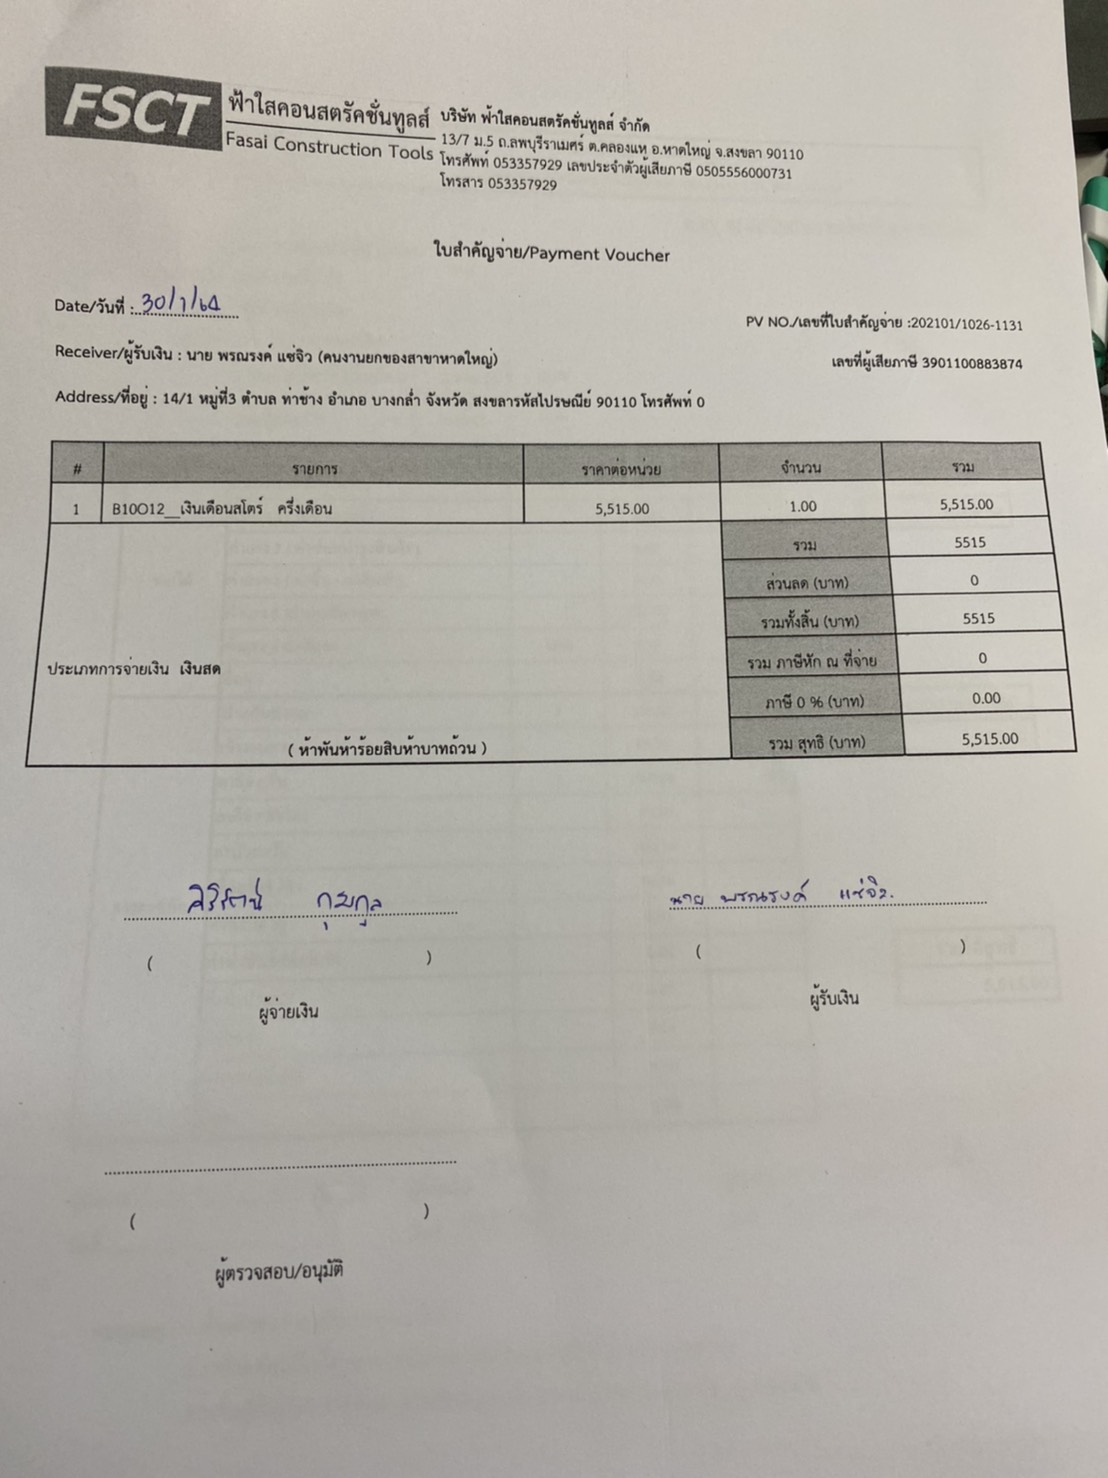 FSCT ฟ้าใสคอนสตรัคชั่นทูลส์
Fasai Construction Tools
บริษัท ฟ้าใสคอนสตรัคชั่นทูลส์ จำกัด
13/7 ม.5 ถ.ลพบุรีราเมศร์ ต.คลองแห อ.หาดใหญ่ จ.สงขลา 90110
โทรศัพท์ 053357929 เลขประจำตัวผู้เสียภาษี 0505556000731
โทรสาร 053357929
ใบสำคัญจ่าย/Payment Voucher
Date/วันที่ : 30/1/64
PV NO./เลขที่ใบสำคัญจ่าย :202101/1026-1131
Receiver/ผู้รับเงิน : นาย พรณรงค์ แซ่จิว (คนงานยกของสาขาหาดใหญ่)
เลขที่ผู้เสียภาษี 3901100883874
Address/ที่อยู่ : 14/1 หมู่ที่3 ตำบล ท่าช้าง อำเภอ บางกล่ำ จังหวัด สงขลารหัสไปรษณีย์ 90110 โทรศัพท์ 0
# รายการ ราคาต่อหน่วย จำนวน รวม
1 B10O12__เงินเดือนสโตร์ ครึ่งเดือน 5,515.00 1.00 5,515.00
รวม 5515
ส่วนลด (บาท) 0
รวมทั้งสิ้น (บาท) 5515
ประเภทการจ่ายเงิน เงินสด
รวม ภาษีหัก ณ ที่จ่าย 0
ภาษี 0 % (บาท) 0.00
( ห้าพันห้าร้อยสิบห้าบาทถ้วน )
รวม สุทธิ (บาท) 5,515.00
นาย พรณรงค์ แซ่จิว.
( ) ( )
ผู้จ่ายเงิน ผู้รับเงิน
( )
ผู้ตรวจสอบ/อนุมัติ